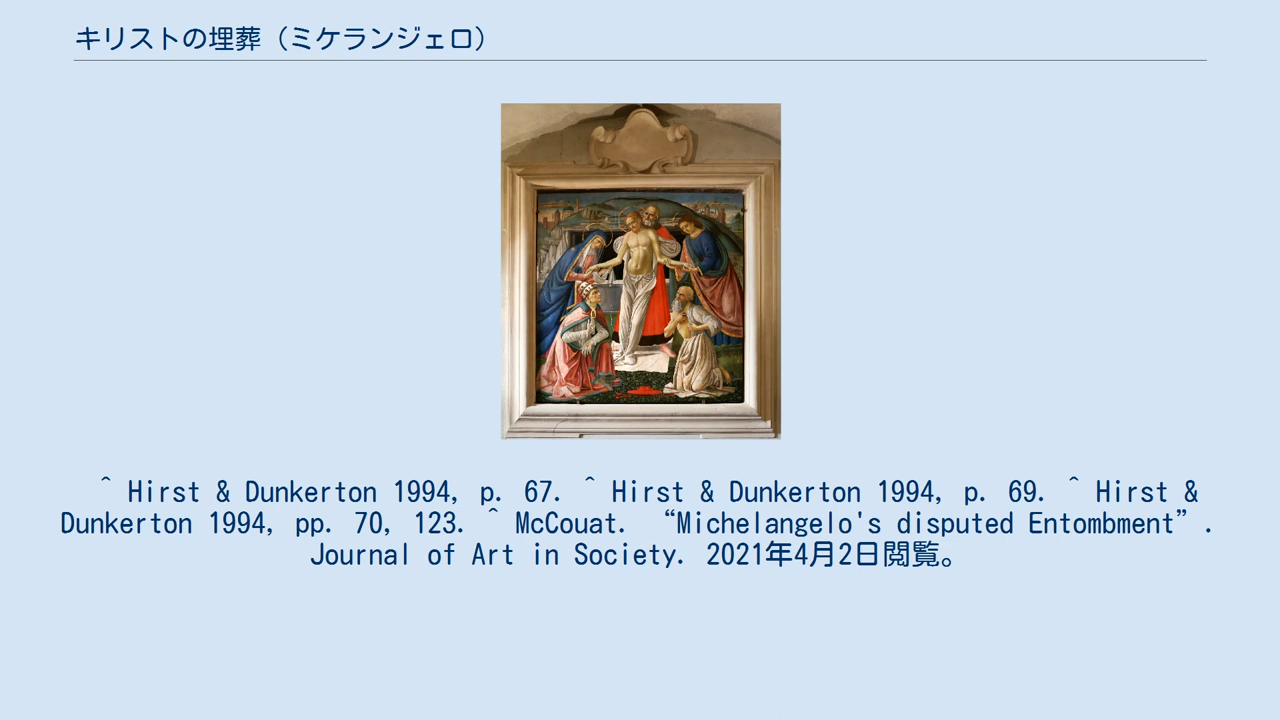 キリストの埋葬（ミケランジェロ）
^ Hirst & Dunkerton 1994, p. 67. ^ Hirst & Dunkerton 1994, p. 69. ^ Hirst &
Dunkerton 1994, pp. 70, 123. ^ McCouat. “Michelangelo's disputed Entombment”.
Journal of Art in Society. 2021年4月2日閲覧。